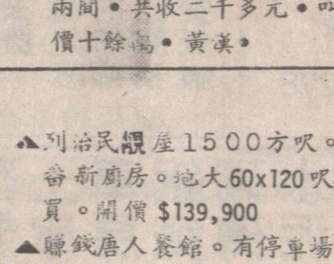 兩間•共收二千多元•叫
價十餘萬•黃漢•
▲列治民靚屋1500方呎。
番新廚房。地大60x120呎
買。開價 $139,900
▲賺錢唐人餐館。有停車場